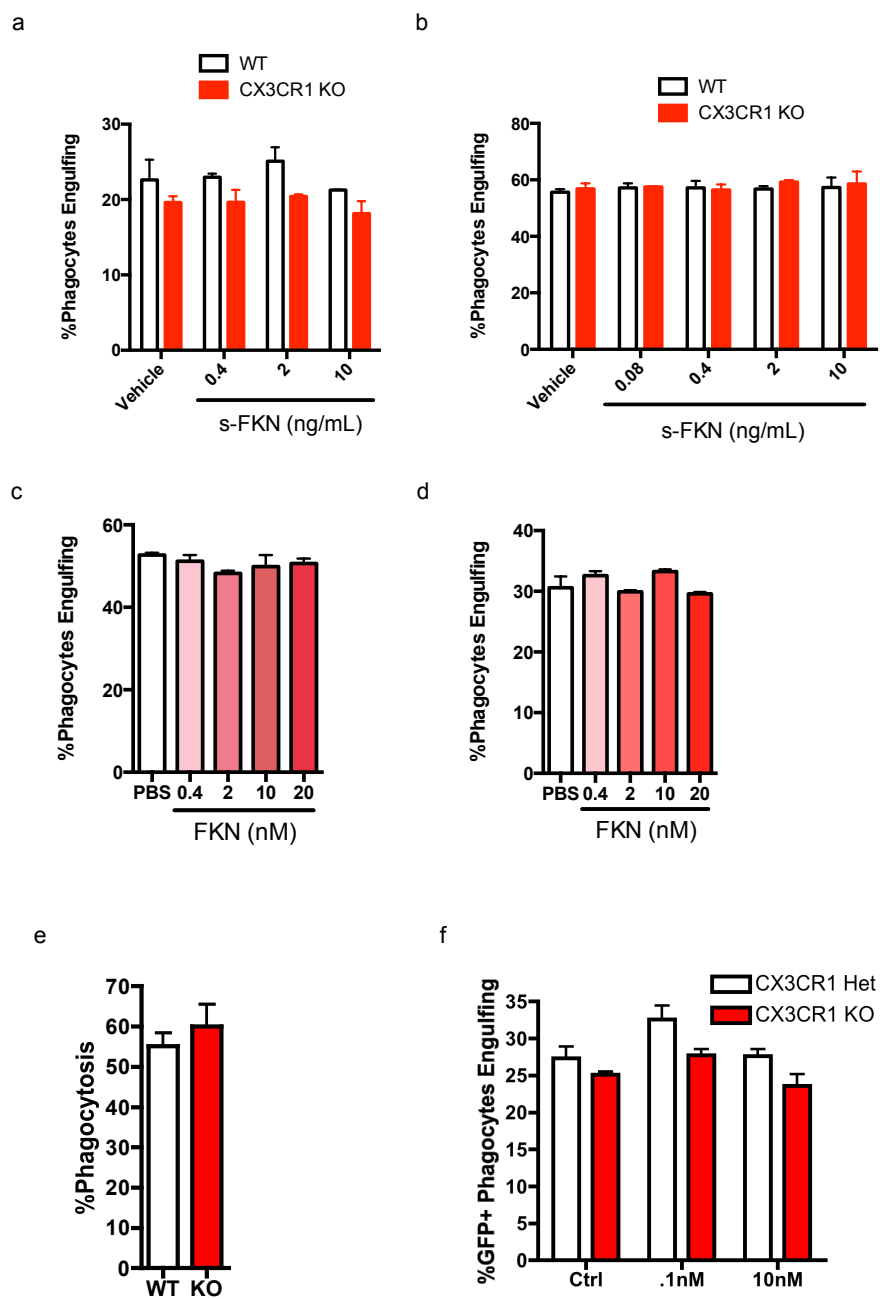 a
WT
CX3CR1 KO
%Phagocytes Engulfing
30
20
10
0
Vehicle
0.4
2
10
s-FKN (ng/mL)
b
WT
CX3CR1 KO
%Phagocytes Engulfing
80
60
40
20
0
Vehicle
0.08
0.4
2
10
s-FKN (ng/mL)
c
%Phagocytes Engulfing
60
40
20
0
PBS 0.4 2 10 20
FKN (nM)
d
%Phagocytes Engulfing
40
30
20
10
0
PBS 0.4 2 10 20
FKN (nM)
e
%Phagocytosis
70
60
50
40
30
20
10
0
WT KO
f
CX3CR1 Het
CX3CR1 KO
%GFP+ Phagocytes Engulfing
35
30
25
20
15
10
5
0
Ctrl .1nM 10nM